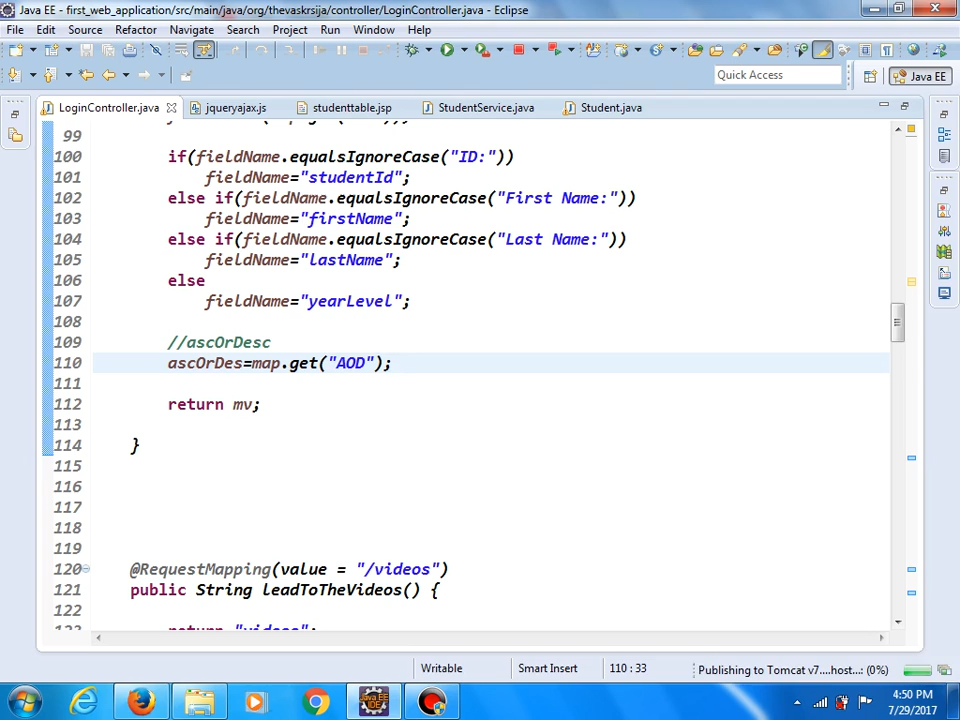 Java EE - first_web_application/src/main/java/org/thevaskrsija/controller/LoginController.java - Eclipse
File Edit Source Refactor Navigate Search Project Run Window Help
Quick Access
Java EE
LoginController.java jqueryajax.js studenttable.jsp StudentService.java Student.java
99
100 if(fieldName.equalsIgnoreCase("ID:"))
101 fieldName="studentId";
102 else if(fieldName.equalsIgnoreCase("First Name:"))
103 fieldName="firstName";
104 else if(fieldName.equalsIgnoreCase("Last Name:"))
105 fieldName="lastName";
106 else
107 fieldName="yearLevel";
108
109 //ascOrDesc
110 ascOrDes=map.get("AOD");
111
112 return mv;
113
114 }
115
116
117
118
119
120 @RequestMapping(value = "/videos")
121 public String leadToTheVideos() {
122
123 return "videos";
Writable Smart Insert 110 : 33 Publishing to Tomcat v7....host...: (0%)
4:50 PM
7/29/2017